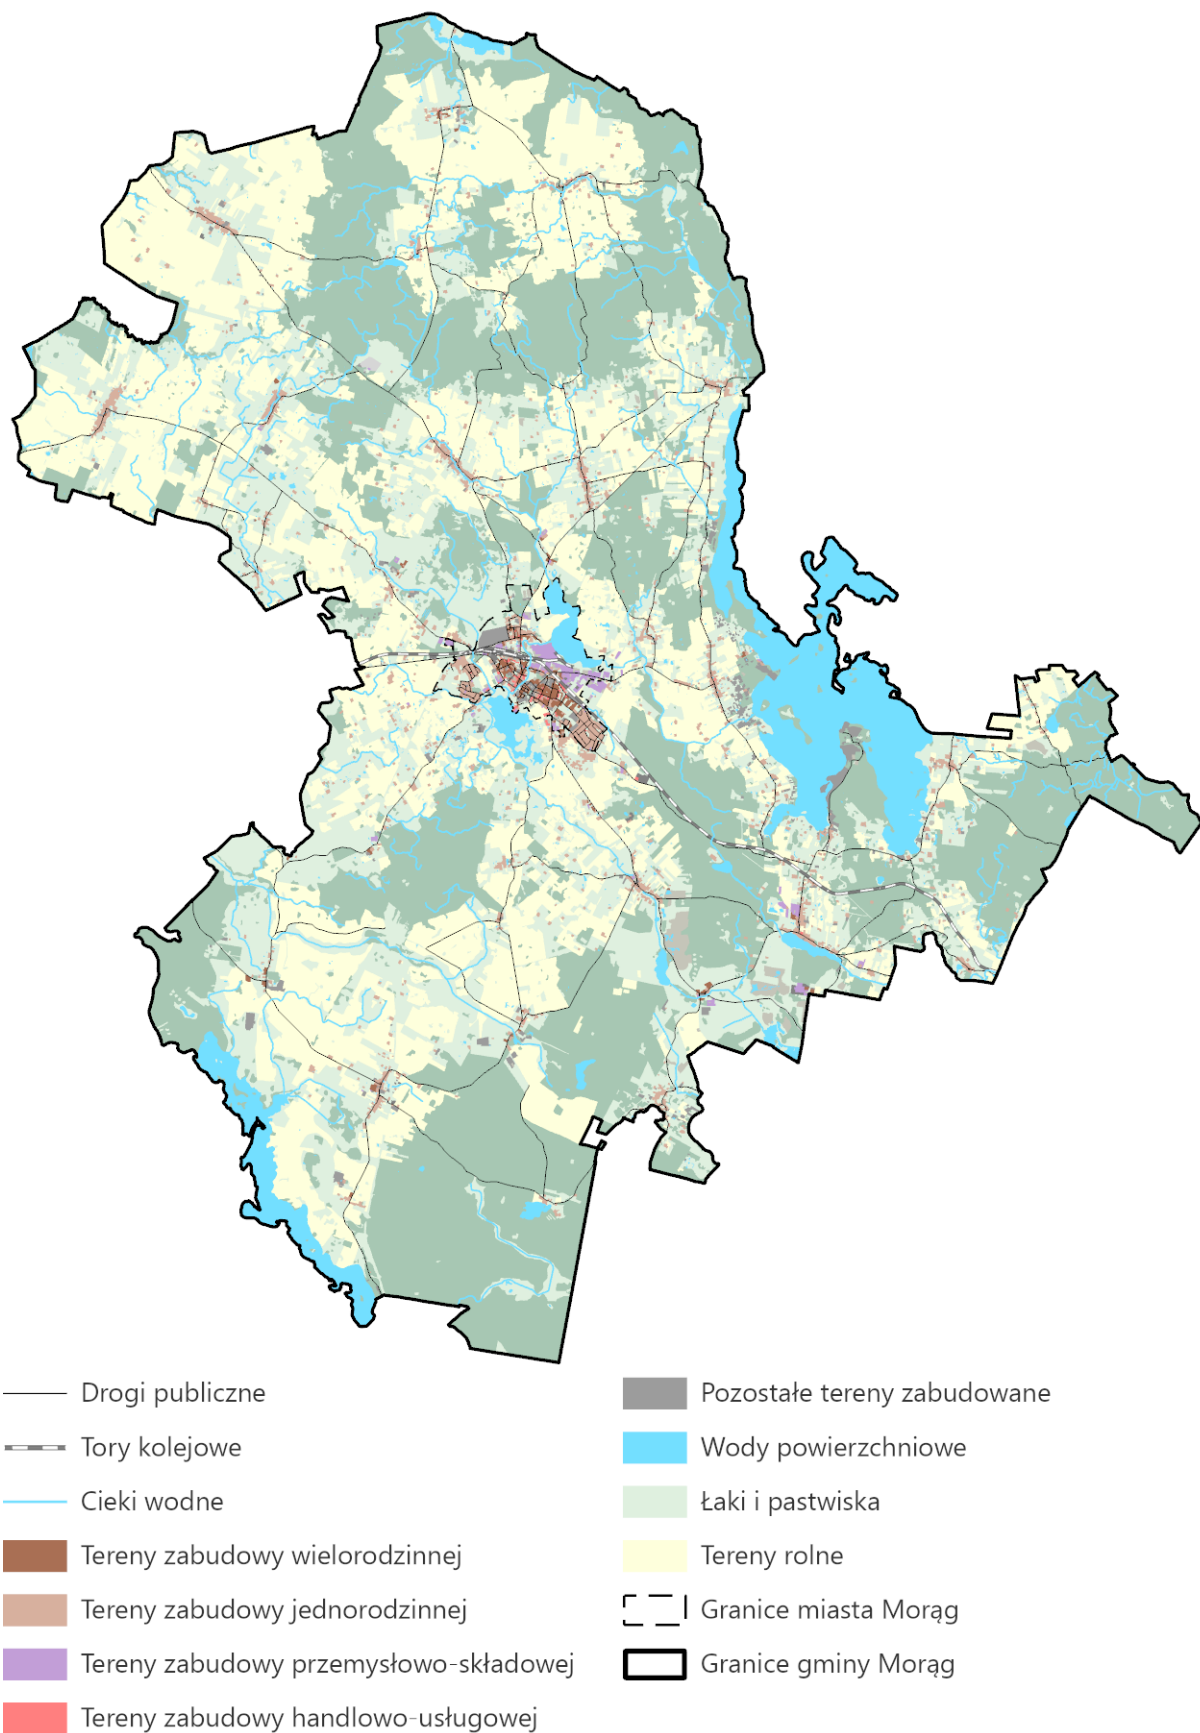 Drogi publiczne
Tory kolejowe
Cieki wodne
Tereny zabudowy wielorodzinnej
Tereny zabudowy jednorodzinnej
Tereny zabudowy przemysłowo-składowej
Tereny zabudowy handlowo-usługowej
Pozostałe tereny zabudowane
Wody powierzchniowe
Łaki i pastwiska
Tereny rolne
Granice miasta Morąg
Granice gminy Morąg